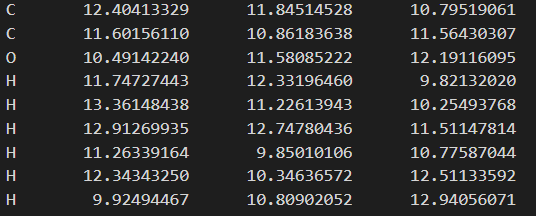 C 12.40413329 11.84514528 10.79519061
C 11.60156110 10.86183638 11.56430307
O 10.49142240 11.58085222 12.19116095
H 11.74727443 12.33196460 9.82132020
H 13.36148438 11.22613943 10.25493768
H 12.91269935 12.74780436 11.51147814
H 11.26339164 9.85010106 10.77587044
H 12.34343250 10.34636572 12.51133592
H 9.92494467 10.80902052 12.94056071